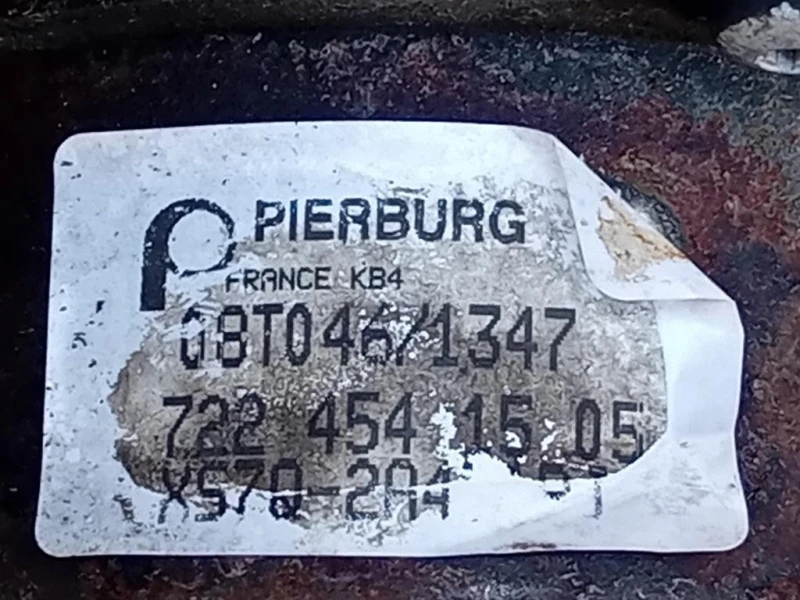 PIERBURG
FRANCE KB4
08T046/1347
722 454 15 05